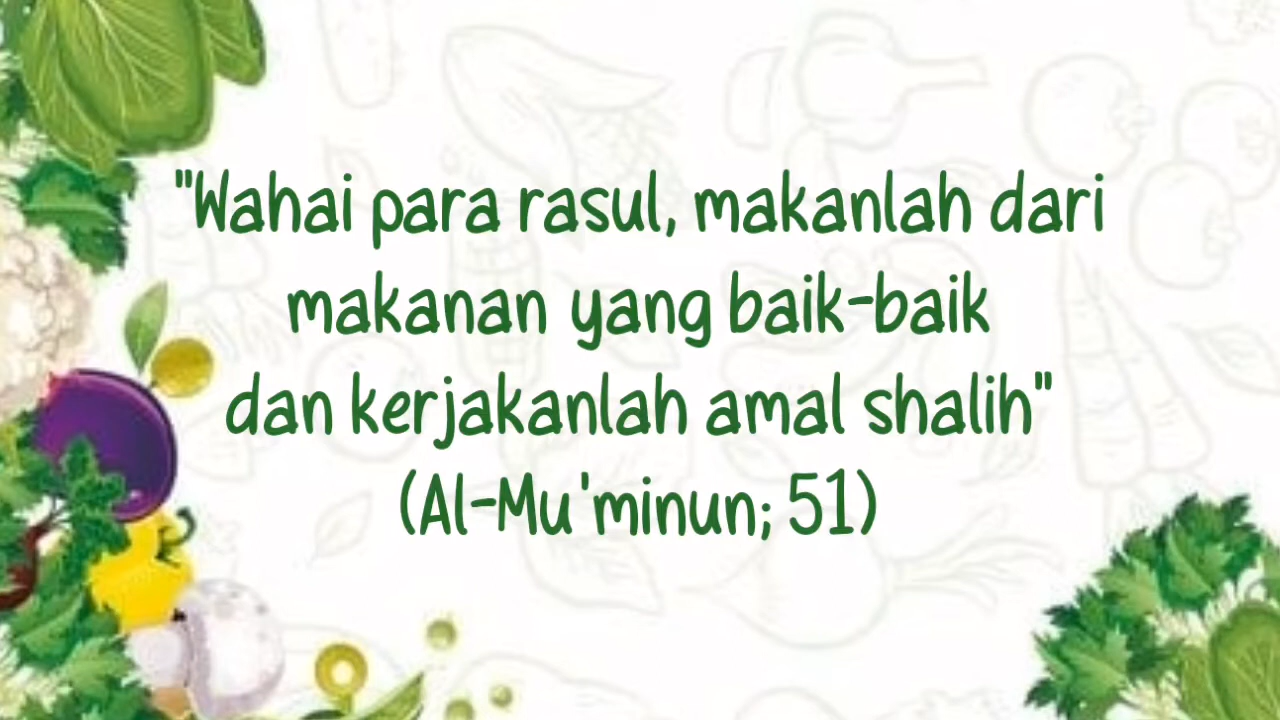 "Wahai para rasul, makanlah dari
makanan yang baik-baik
dan kerjakanlah amal shalih"
(Al-Mu'minun; 51)